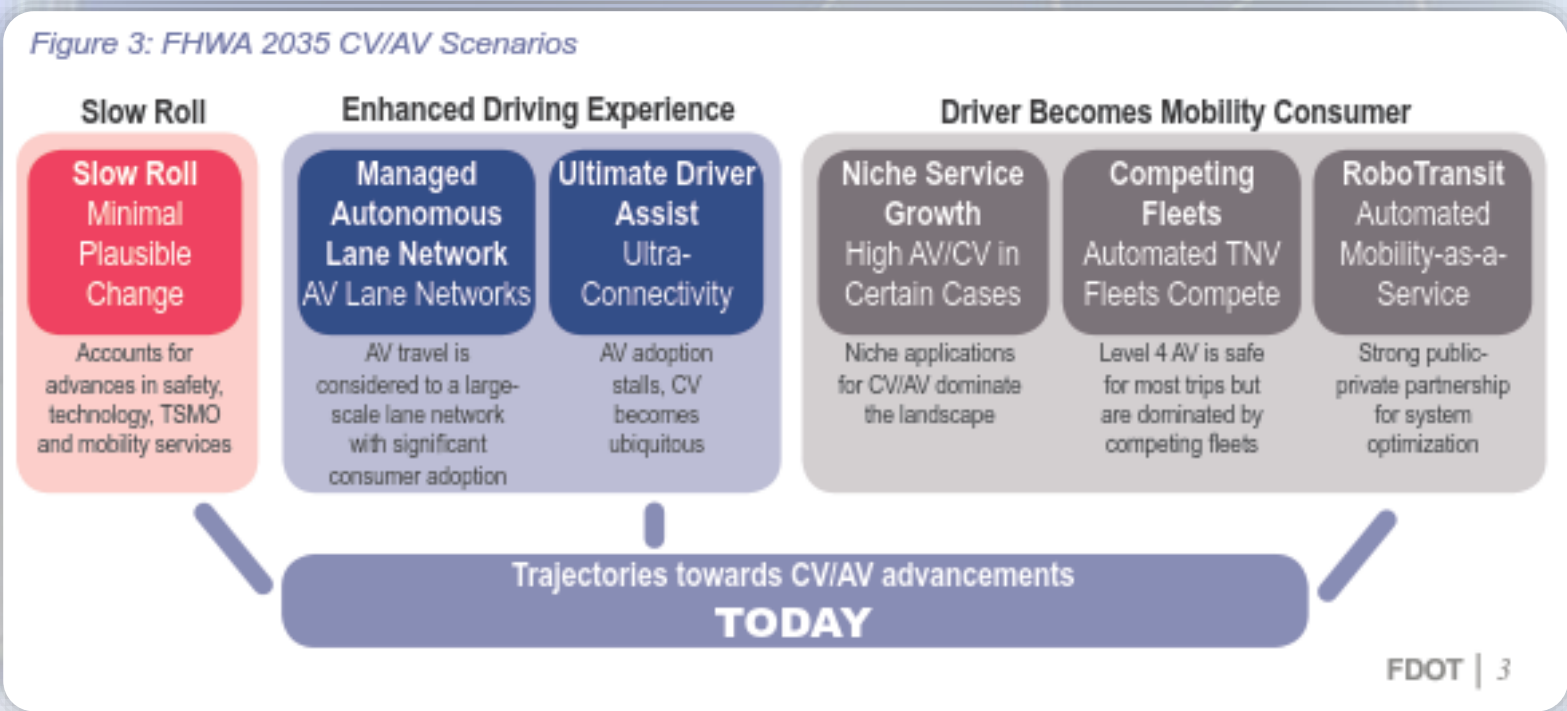 Figure 3: FHWA 2035 CV/AV Scenarios
Slow Roll
Slow Roll
Minimal
Plausible
Change
Accounts for
advances in safety,
technology, TSMO
and mobility services
Enhanced Driving Experience
Managed
Autonomous
Lane Network
AV Lane Networks
AV travel is
considered to a large-
scale lane network
with significant
consumer adoption
Ultimate Driver
Assist
Ultra-
Connectivity
AV adoption
stalls, CV
becomes
ubiquitous
Driver Becomes Mobility Consumer
Niche Service
Growth
High AV/CV in
Certain Cases
Niche applications
for CV/AV dominate
the landscape
Competing
Fleets
Automated TNV
Fleets Compete
Level 4 AV is safe
for most trips but
are dominated by
competing fleets
RoboTransit
Automated
Mobility-as-a-
Service
Strong public-
private partnership
for system
optimization
Trajectories towards CV/AV advancements
TODAY
FDOT | 3